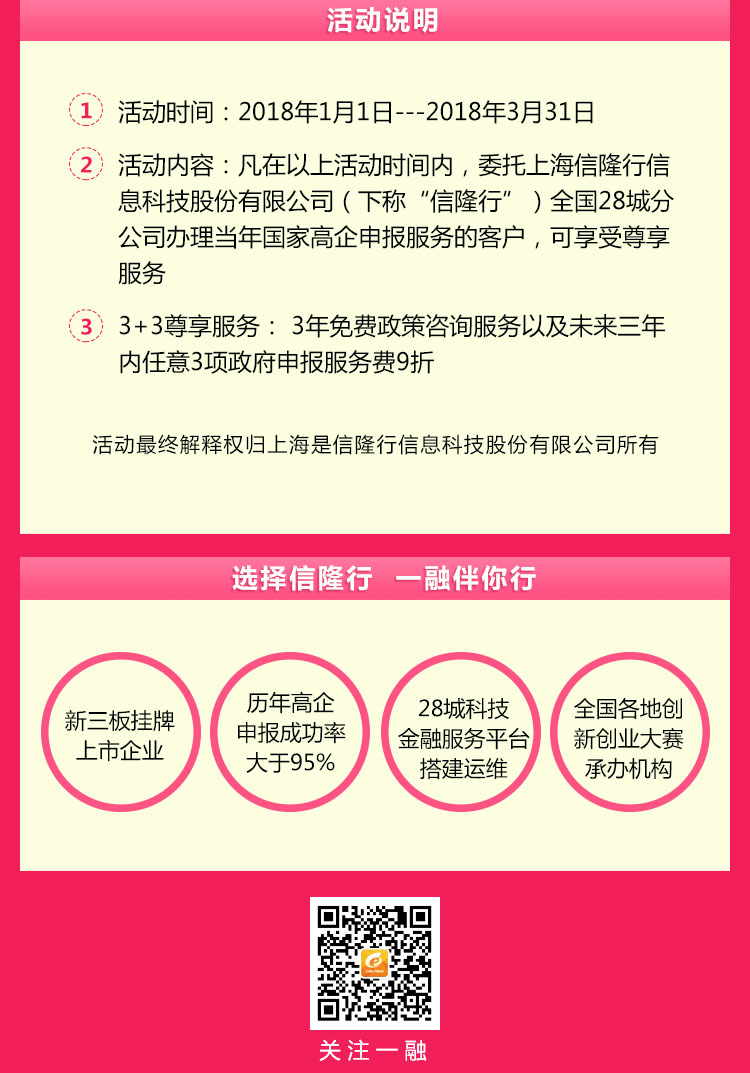 活动说明
1 活动时间：2018年1月1日---2018年3月31日
2 活动内容：凡在以上活动时间内，委托上海信隆行信
息科技股份有限公司（下称“信隆行”）全国28城分
公司办理当年国家高企申报服务的客户，可享受尊享
服务
3 3+3尊享服务： 3年免费政策咨询服务以及未来三年
内任意3项政府申报服务费9折
活动最终解释权归上海是信隆行信息科技股份有限公司所有
选择信隆行 一融伴你行
新三板挂牌
上市企业
历年高企
申报成功率
大于95%
28城科技
金融服务平台
搭建运维
全国各地创
新创业大赛
承办机构
关注一融